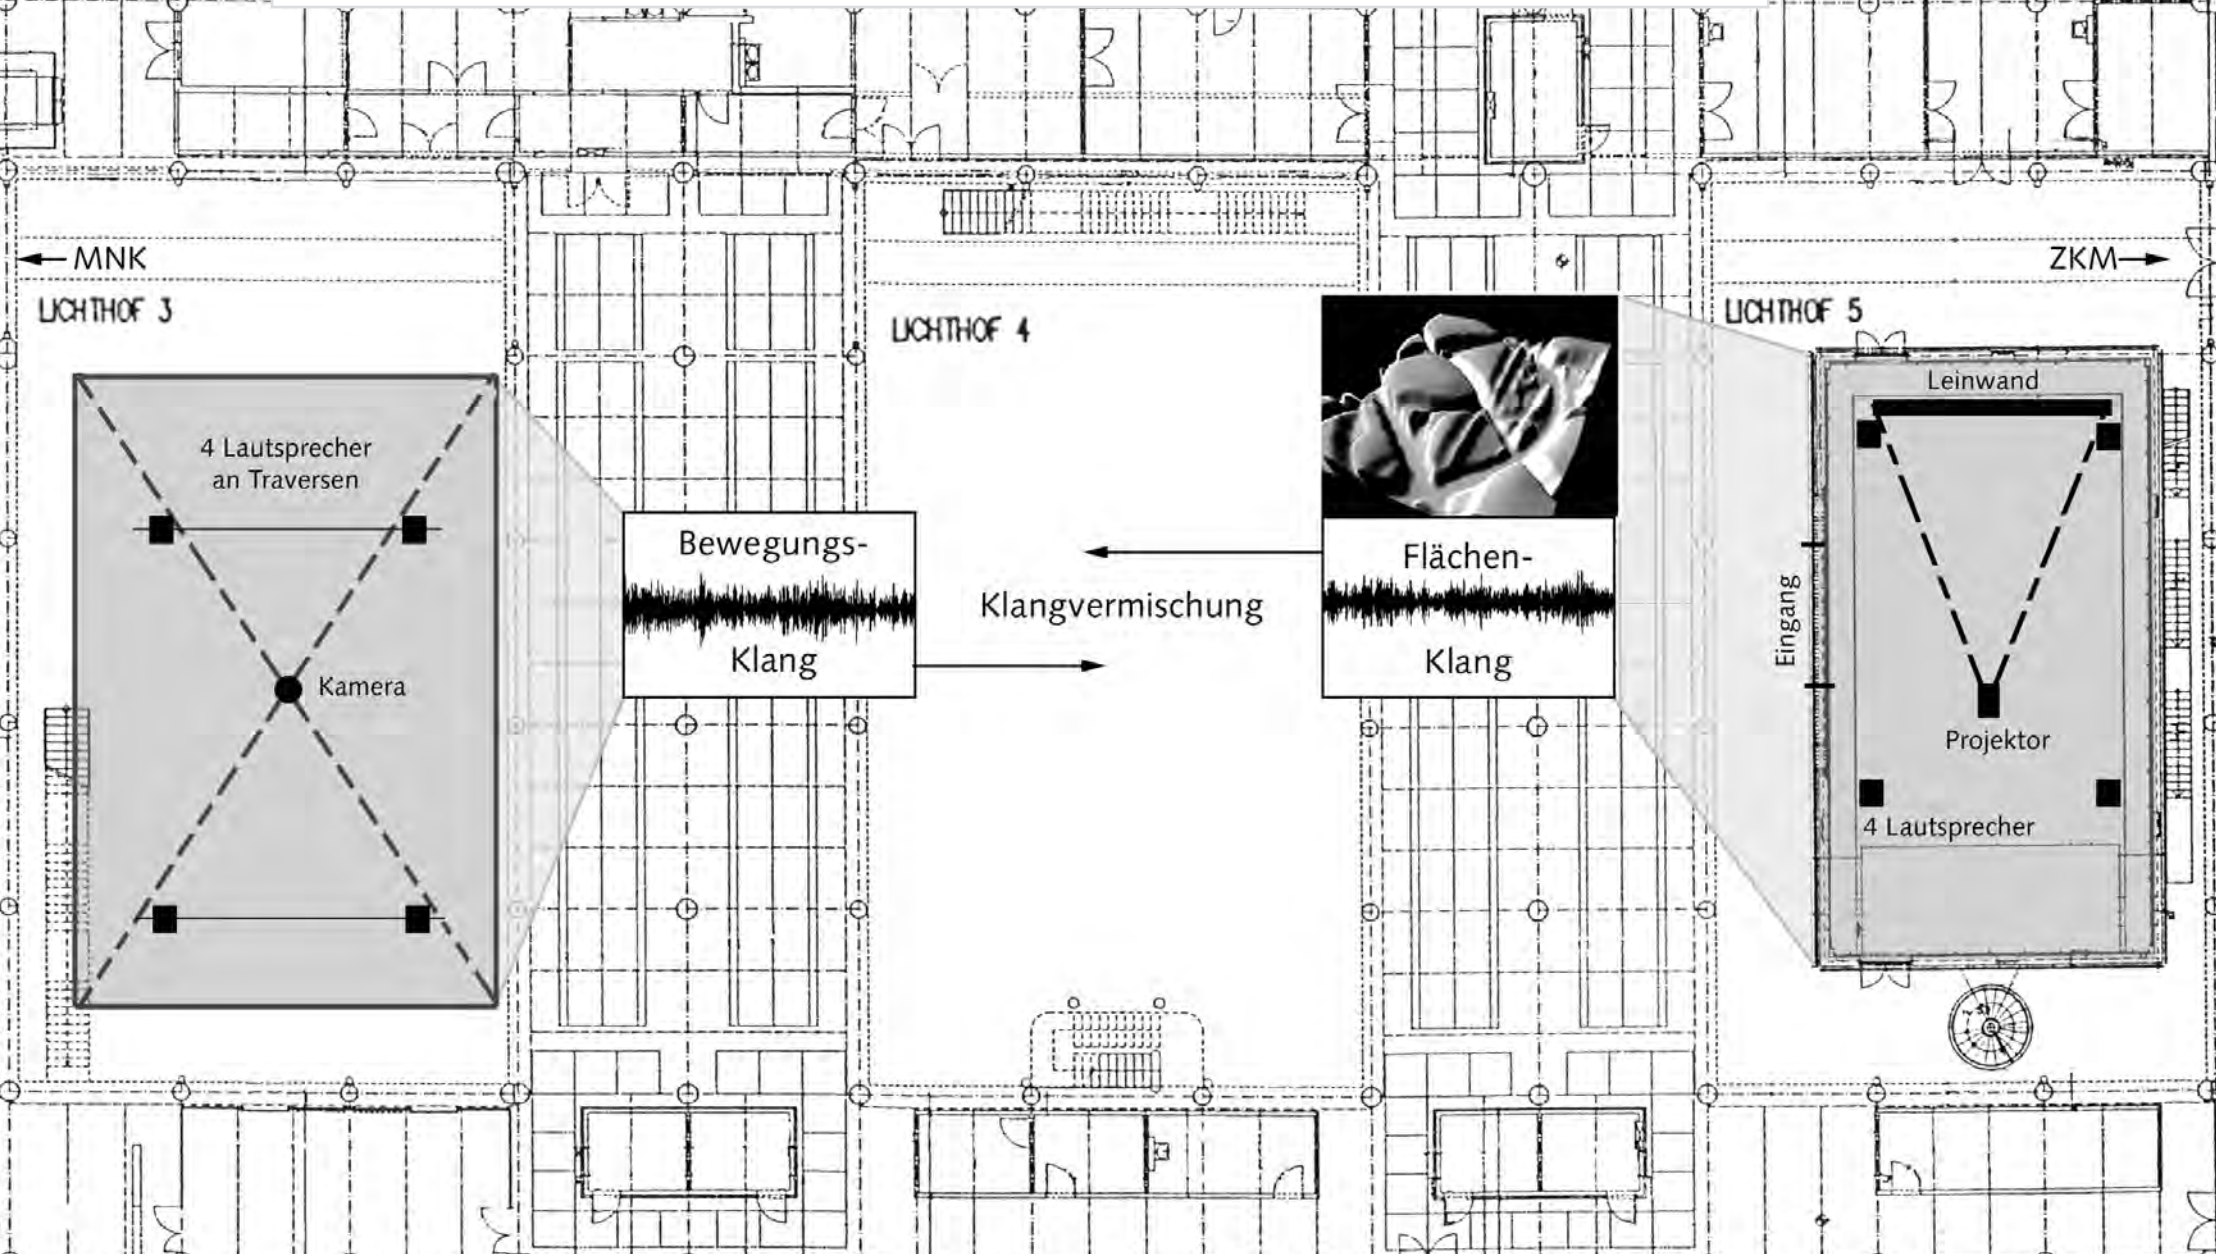 MNK
LICHTHOF 3
4 Lautsprecher
an Traversen
Kamera
Bewegungs-
Klang
LICHTHOF 4
Klangvermischung
Flächen-
Klang
ZKM
LICHTHOF 5
Leinwand
Eingang
Projektor
4 Lautsprecher